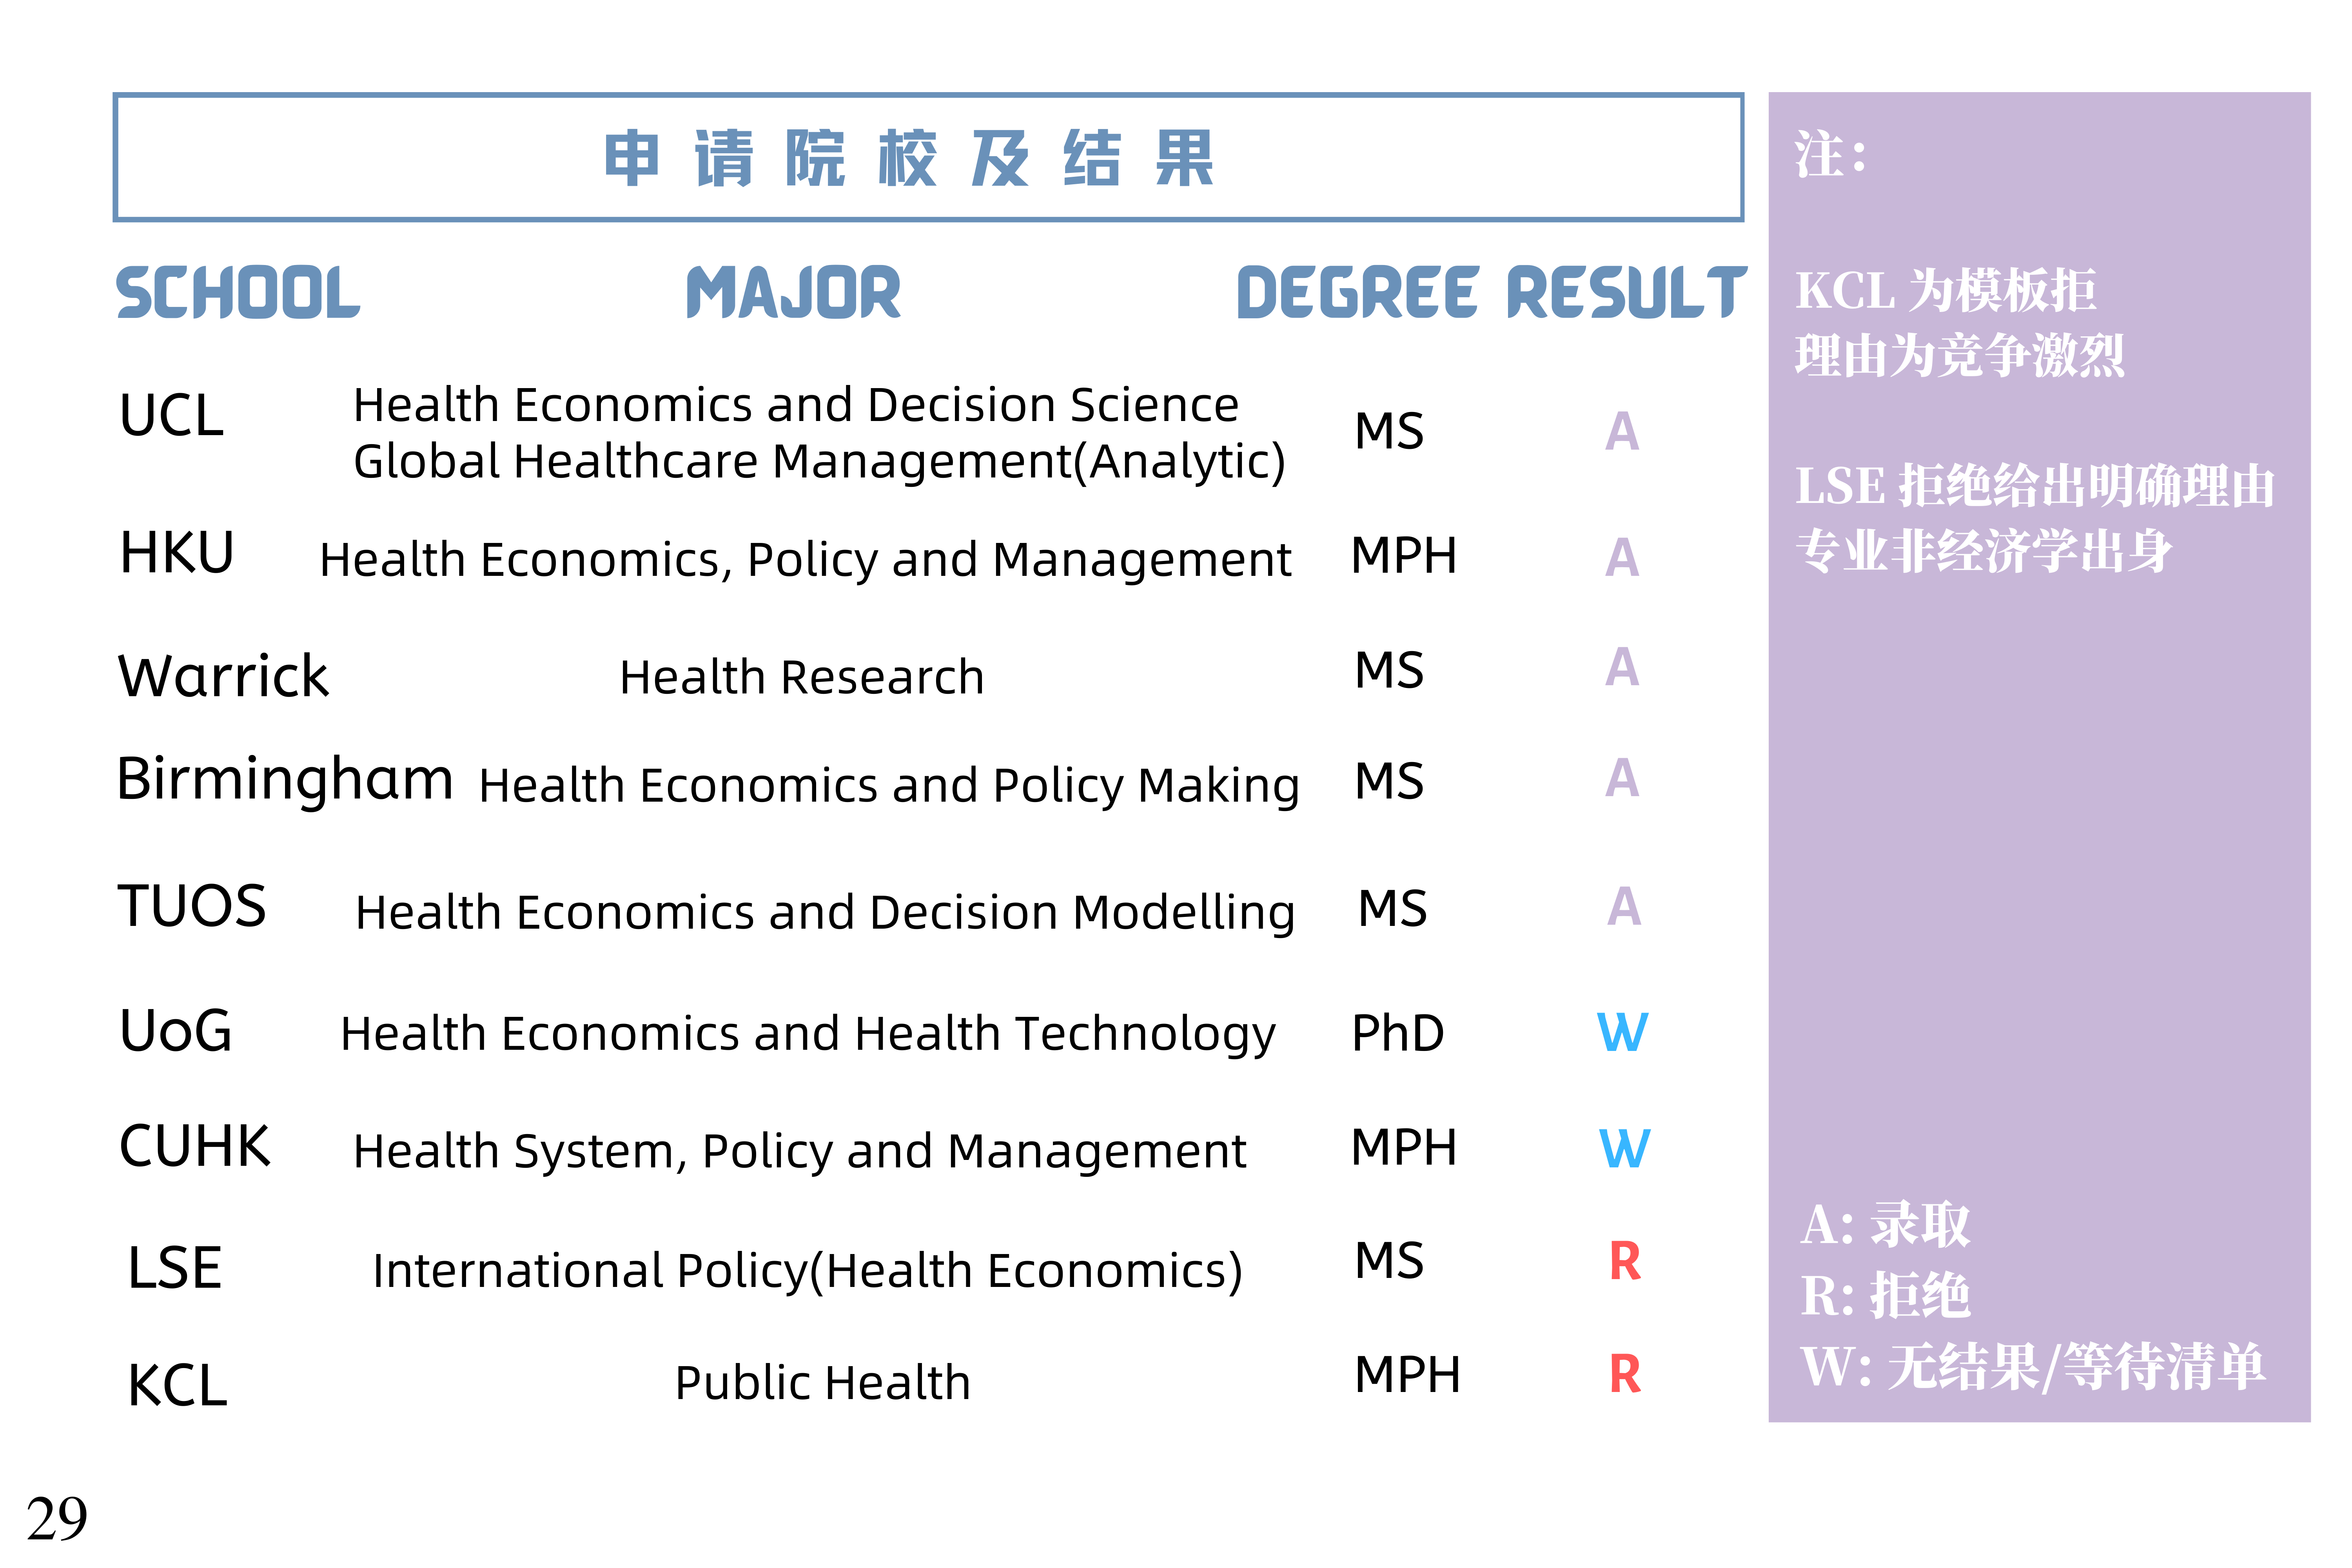 申请院校及结果
SCHOOL MAJOR DEGREE RESULT
UCL Health Economics and Decision Science
Global Healthcare Management(Analytic) MS A
HKU Health Economics, Policy and Management MPH A
Warrick Health Research MS A
Birmingham Health Economics and Policy Making MS A
TUOS Health Economics and Decision Modelling MS A
UoG Health Economics and Health Technology PhD W
CUHK Health System, Policy and Management MPH W
LSE International Policy(Health Economics) MS R
KCL Public Health MPH R
注：
KCL 为模板拒
理由为竞争激烈
LSE 拒绝给出明确理由
专业非经济学出身
A: 录取
R: 拒绝
W: 无结果/等待清单
29